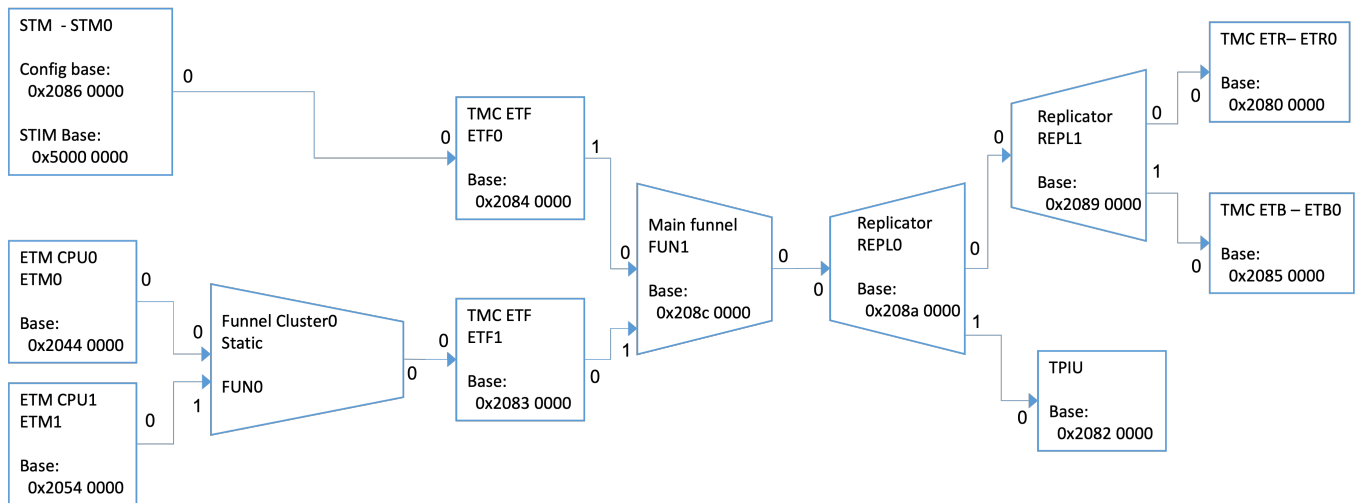 STM - STM0
Config base:
0x2086 0000
STIM Base:
0x5000 0000
0
ETM CPU0
ETM0
Base:
0x2044 0000
0
ETM CPU1
ETM1
Base:
0x2054 0000
0
0
1
Funnel Cluster0
Static
FUN0
0
0
TMC ETF
ETF0
Base:
0x2084 0000
1
0
TMC ETF
ETF1
Base:
0x2083 0000
0
0
1
Main funnel
FUN1
Base:
0x208c 0000
0
0
Replicator
REPL0
Base:
0x208a 0000
0
1
0
Replicator
REPL1
Base:
0x2089 0000
0
1
0
TMC ETR– ETR0
Base:
0x2080 0000
0
TMC ETB – ETB0
Base:
0x2085 0000
0
TPIU
Base:
0x2082 0000